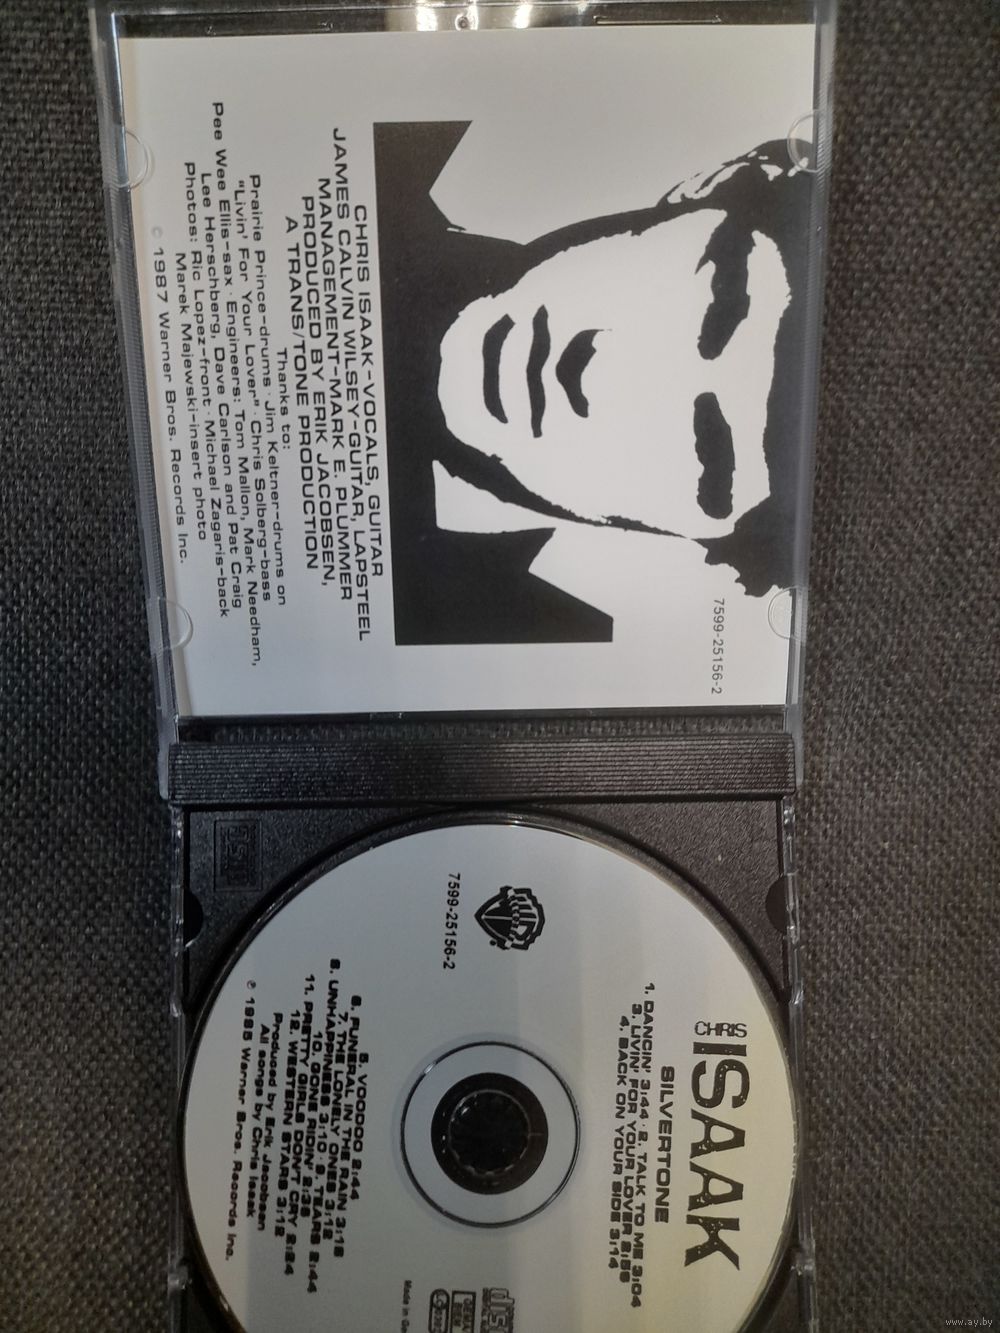 7599-25156-2
CHRIS ISAAK-VOCALS, GUITAR
JAMES CALVIN WILSEY-GUITAR, LAPSTEEL
MANAGEMENT-MARK E. PLUMMER
PRODUCED BY ERIK JACOBSEN,
A TRANS/TONE PRODUCTION
Thanks to:
Prairie Prince-drums · Jim Keltner-drums on
"Livin' For Your Lover" · Chris Solberg-bass
Pee Wee Ellis-sax · Engineers: Tom Mallon, Mark Needham,
Lee Herschberg, Dave Carlson and Pat Craig
Photos: Ric Lopez-front · Michael Zagaris-back
Marek Majewski-insert photo
© 1987 Warner Bros. Records Inc.
CHRIS
ISAAK
SILVERTONE
1. DANCIN' 3:44 · 2. TALK TO ME 3:04
3. LIVIN' FOR YOUR LOVER 2:56
4. BACK ON YOUR SIDE 3:14
7599-25156-2
5. VOODOO 2:44
6. FUNERAL IN THE RAIN 3:18
7. THE LONELY ONES 3:12
8. UNHAPPINESS 3:10 · 9. TEARS 2:44
10. GONE RIDIN' 2:36
11. PRETTY GIRLS DON'T CRY 2:24
12. WESTERN STARS 3:12
Produced by Erik Jacobsen
All songs by Chris Isaak
℗ 1985 Warner Bros. Records Inc.
Made in
www.ay.by